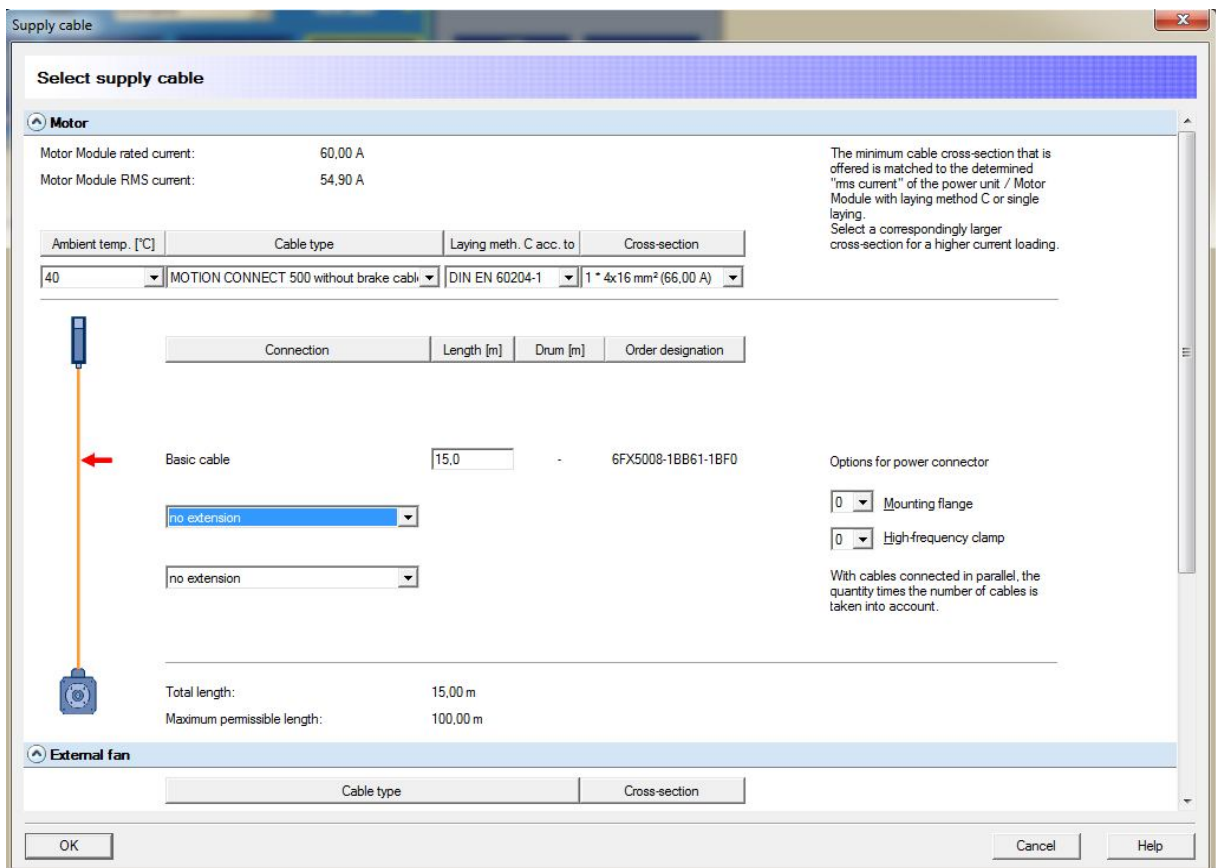 Supply cable
Select supply cable
Motor
Motor Module rated current: 60,00 A
Motor Module RMS current: 54,90 A
The minimum cable cross-section that is
offered is matched to the determined
"rms current" of the power unit / Motor
Module with laying method C or single
laying.
Select a correspondingly larger
cross-section for a higher current loading.
Ambient temp. [°C] Cable type Laying meth. C acc. to Cross-section
40 MOTION CONNECT 500 without brake cabl DIN EN 60204-1 1 * 4x16 mm² (66,00 A)
Connection Length [m] Drum [m] Order designation
Basic cable 15,0 - 6FX5008-1BB61-1BF0
Options for power connector
0 Mounting flange
no extension
0 High-frequency clamp
no extension
With cables connected in parallel, the
quantity times the number of cables is
taken into account.
Total length: 15,00 m
Maximum permissible length: 100,00 m
External fan
Cable type Cross-section
OK Cancel Help